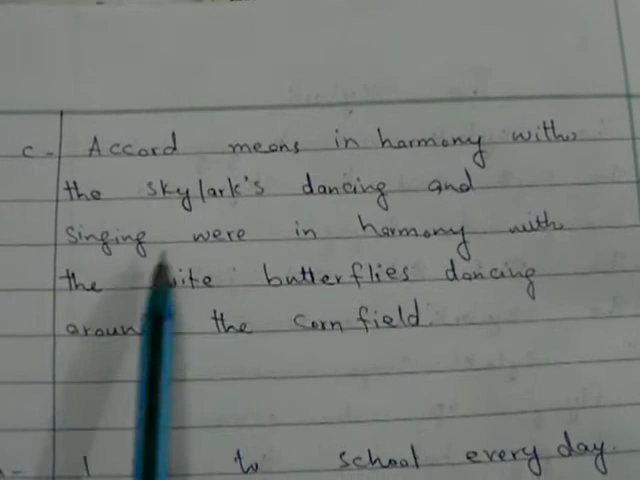 c- Accord means in harmony with
the skylark's dancing and
singing were in harmony with
the butterflies dancing
the corn field.
I to school every day.